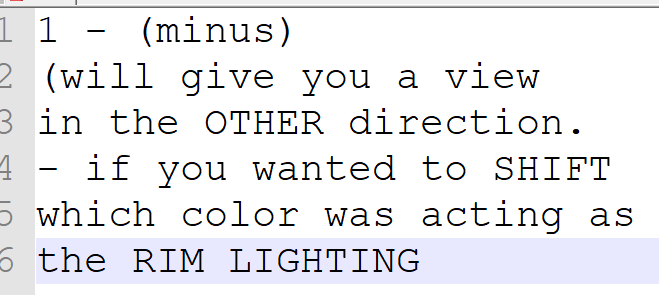 1 1 - (minus)
2 (will give you a view
3 in the OTHER direction.
4 - if you wanted to SHIFT
5 which color was acting as
6 the RIM LIGHTING